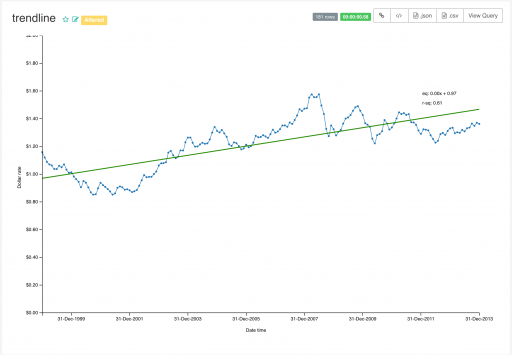 trendline Altered 181 rows 00:00:00.58 </> .json .csv View Query
$2.00
$1.80
eq: 0.00x + 0.97
$1.60
r-sq: 0.61
$1.40
$1.20
$1.00
$0.80
$0.60
$0.40
$0.20
$0.00
Dollar rate
31-Dec-1999 31-Dec-2001 31-Dec-2003 31-Dec-2005 31-Dec-2007 31-Dec-2009 31-Dec-2011 31-Dec-2013
Date time